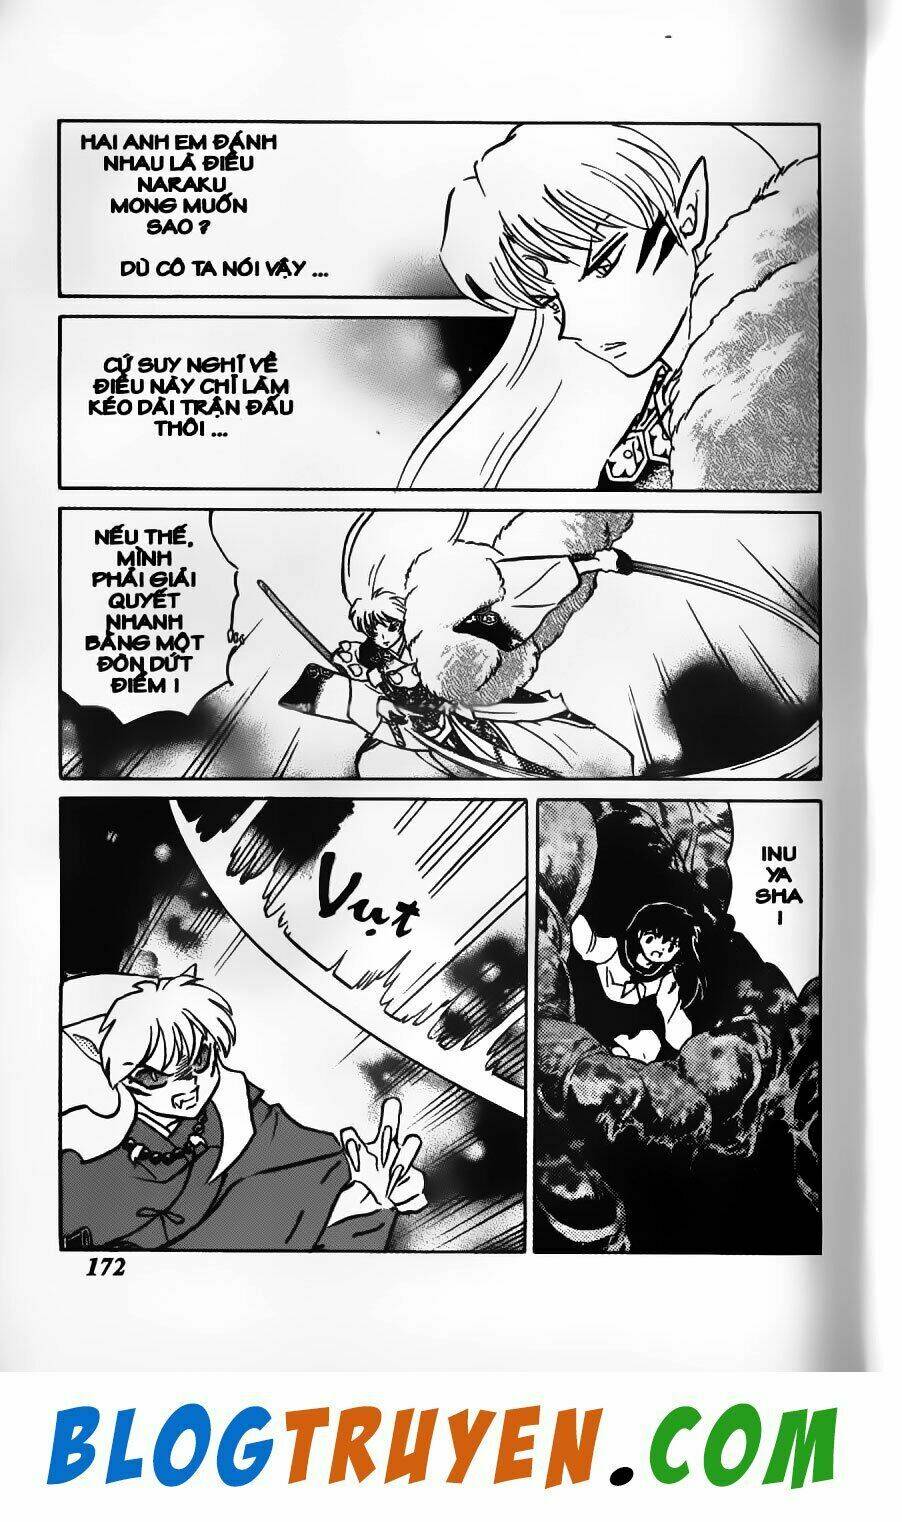 HAI ANH EM ĐÁNH
NHAU LÀ ĐIỀU
NARAKU
MONG MUỐN
SAO ?
DÙ CÔ TA NÓI VẬY ...
CỨ SUY NGHĨ VỀ
ĐIỀU NÀY CHỈ LÀM
KÉO DÀI TRẬN ĐẤU
THÔI ...
NẾU THẾ,
MÌNH
PHẢI GIẢI
QUYẾT
NHANH
BẰNG MỘT
ĐÒN DỨT
ĐIỂM !
VụT
INU
YA
SHA
!
172
BLOGTRUYEN.COM